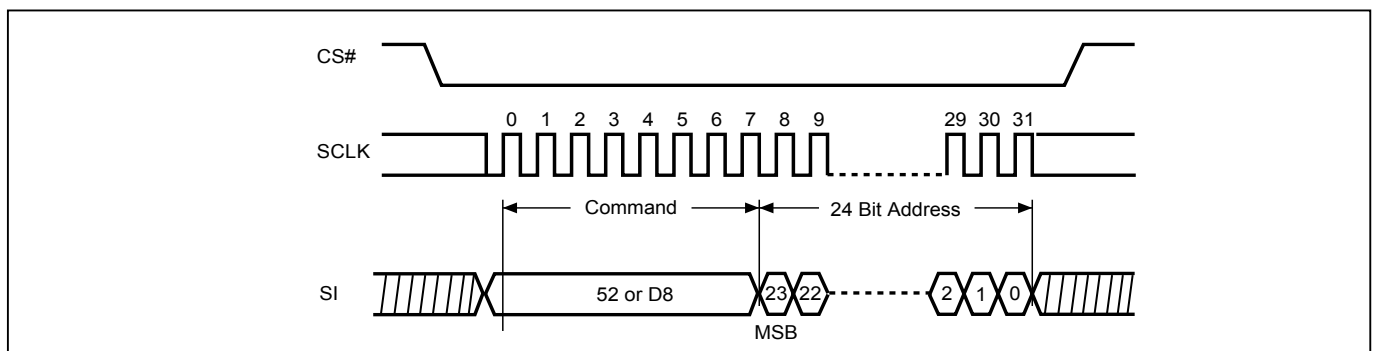 CS#
0 1 2 3 4 5 6 7 8 9 29 30 31
SCLK
Command 24 Bit Address
SI 52 or D8 23 22 2 1 0
MSB